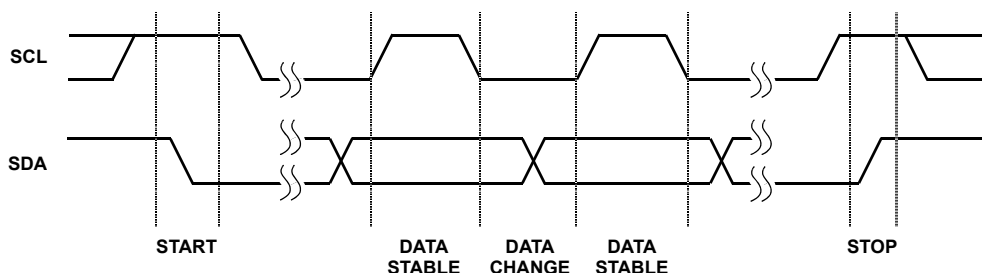 SCL
SDA
START
DATA
STABLE
DATA
CHANGE
DATA
STABLE
STOP